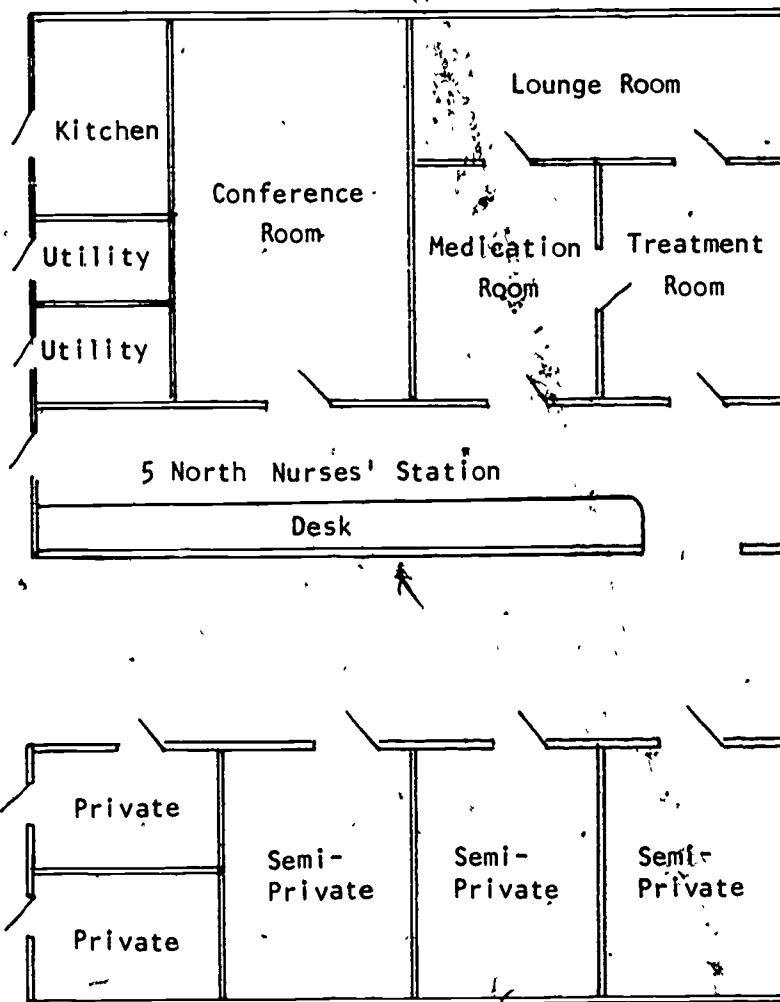 Lounge Room
Kitchen
Conference
Room
Utility
Medication
Room
Treatment
Room
Utility
5 North Nurses' Station
Desk
Private
Semi-
Private
Semi-
Private
Semi-
Private
Private